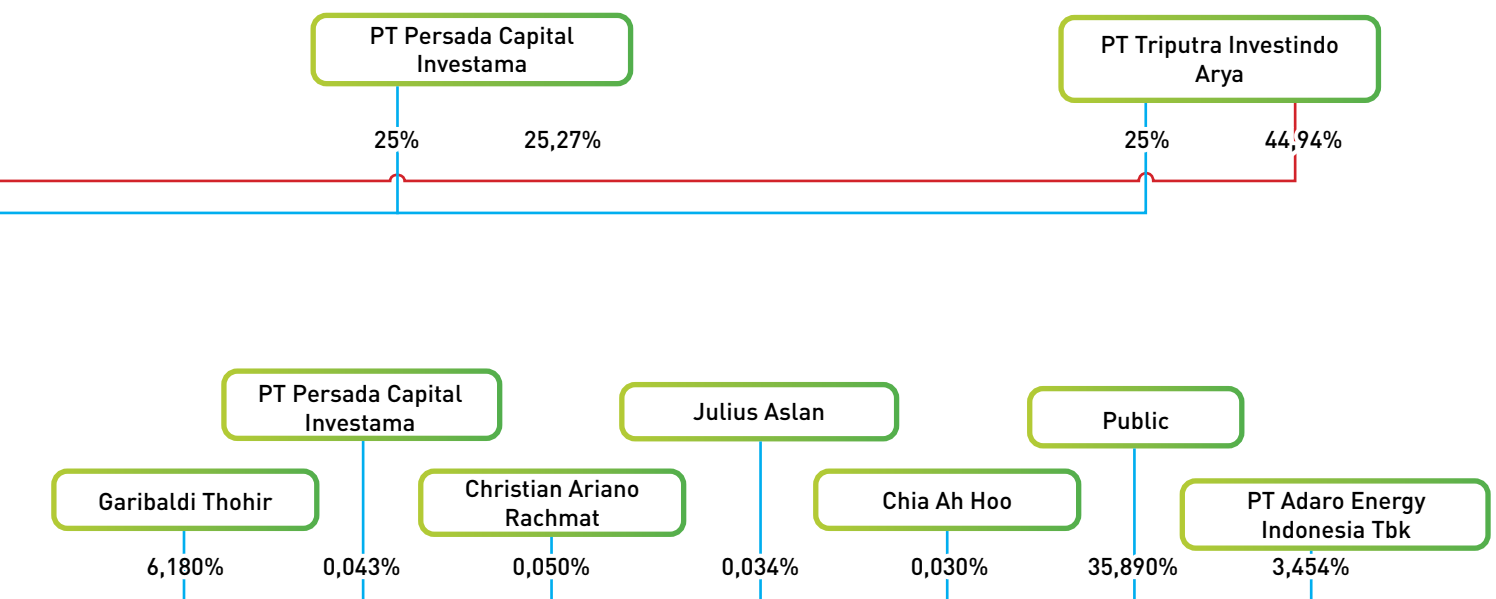 PT Persada Capital
Investama
PT Triputra Investindo
Arya
25%
25,27%
25%
44,94%
PT Persada Capital
Investama
Julius Aslan
Public
Garibaldi Thohir
Christian Ariano
Rachmat
Chia Ah Hoo
PT Adaro Energy
Indonesia Tbk
6,180%
0,043%
0,050%
0,034%
0,030%
35,890%
3,454%